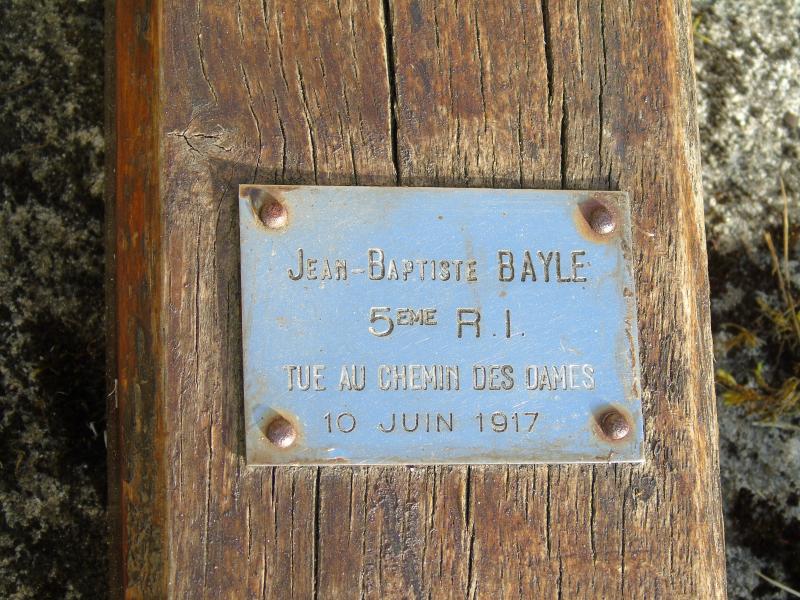 Jean-Baptiste BAYLE
5EME R.I.
TUE AU CHEMIN DES DAMES
10 JUIN 1917